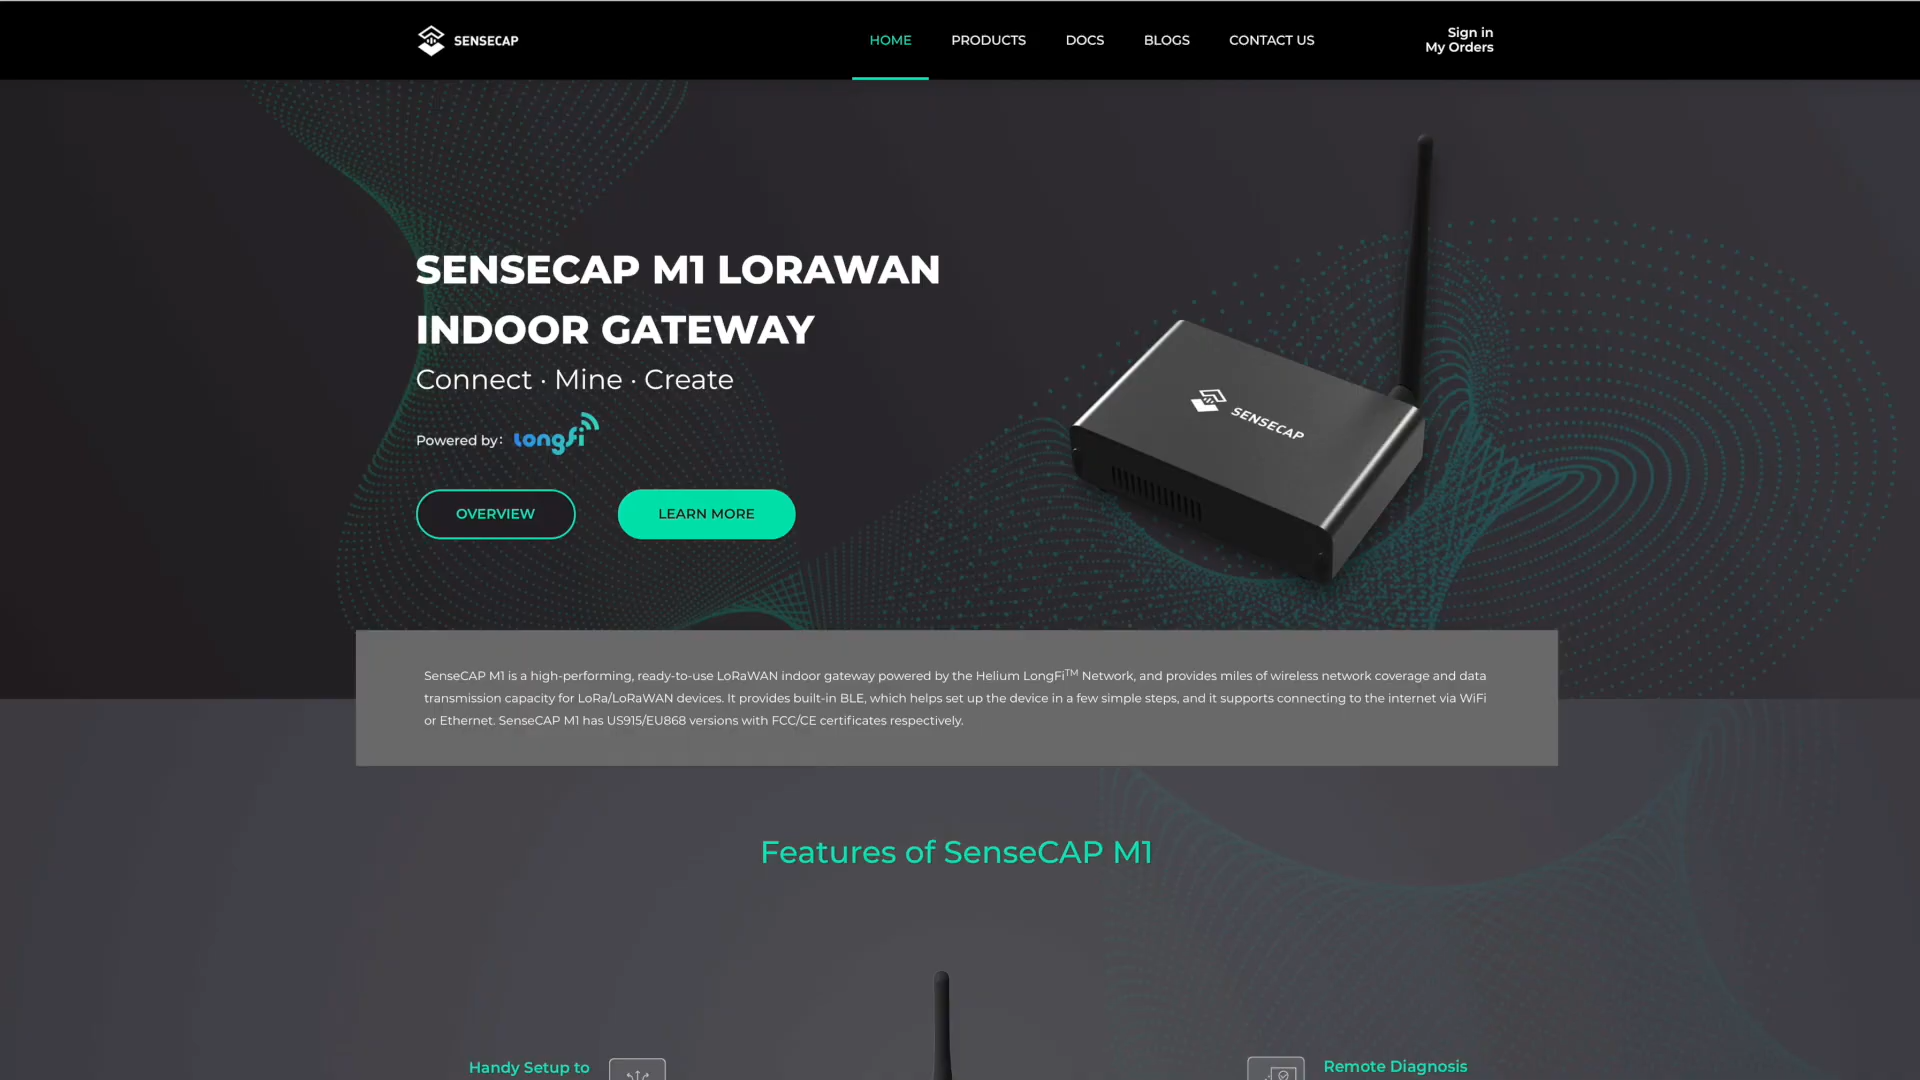 SENSECAP
HOME
PRODUCTS
DOCS
BLOGS
CONTACT US
Sign in
My Orders
SENSECAP M1 LORAWAN
INDOOR GATEWAY
Connect · Mine · Create
Powered by: longfi
OVERVIEW
LEARN MORE
SENSECAP
SenseCAP M1 is a high-performing, ready-to-use LoRaWAN indoor gateway powered by the Helium LongFi™ Network, and provides miles of wireless network coverage and data
transmission capacity for LoRa/LoRaWAN devices. It provides built-in BLE, which helps set up the device in a few simple steps, and it supports connecting to the internet via WiFi
or Ethernet. SenseCAP M1 has US915/EU868 versions with FCC/CE certificates respectively.
Features of SenseCAP M1
Handy Setup to
Remote Diagnosis